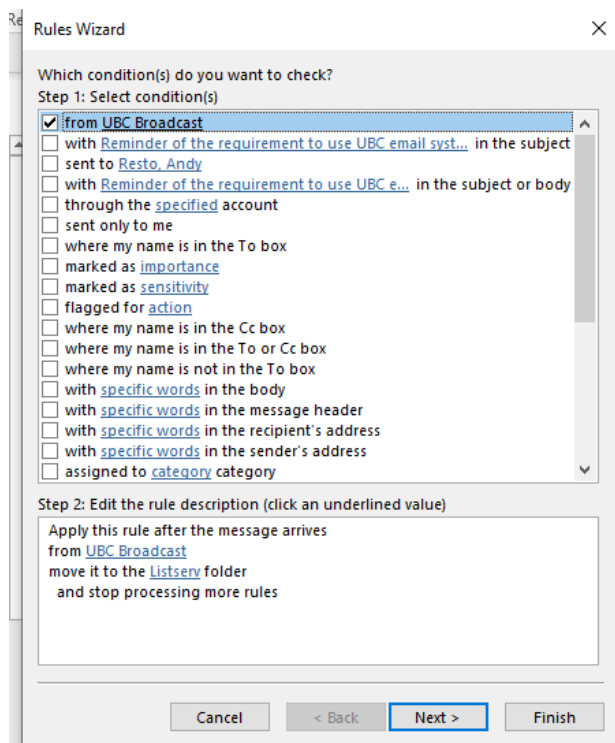 Re
Rules Wizard
Which condition(s) do you want to check?
Step 1: Select condition(s)
from UBC Broadcast
with Reminder of the requirement to use UBC email syst... in the subject
sent to Resto, Andy
with Reminder of the requirement to use UBC e... in the subject or body
through the specified account
sent only to me
where my name is in the To box
marked as importance
marked as sensitivity
flagged for action
where my name is in the Cc box
where my name is in the To or Cc box
where my name is not in the To box
with specific words in the body
with specific words in the message header
with specific words in the recipient's address
with specific words in the sender's address
assigned to category category
Step 2: Edit the rule description (click an underlined value)
Apply this rule after the message arrives
from UBC Broadcast
move it to the Listserv folder
and stop processing more rules
Cancel < Back Next > Finish